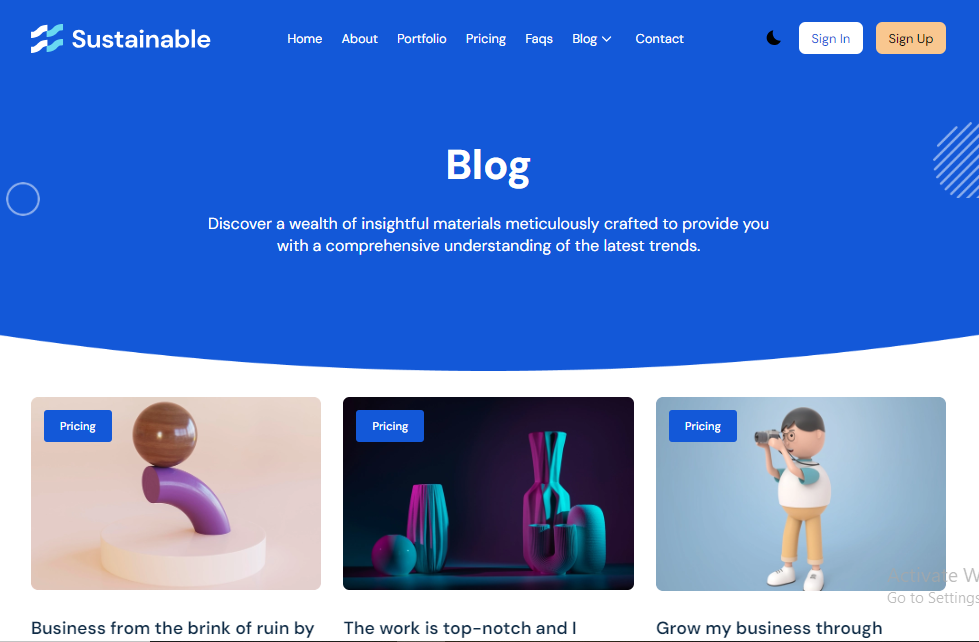 Sustainable
Home About Portfolio Pricing Faqs Blog Contact
Sign In Sign Up
Blog
Discover a wealth of insightful materials meticulously crafted to provide you
with a comprehensive understanding of the latest trends.
Pricing Pricing Pricing
Activate W
Go to Settings
Business from the brink of ruin by
The work is top-notch and I
Grow my business through